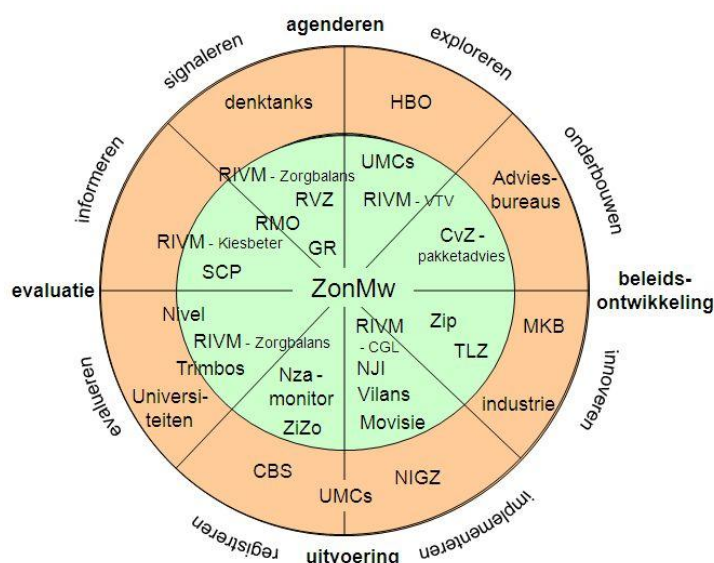 agenderen
signaleren
exploreren
denktanks
HBO
informeren
onderbouwen
UMCs
RIVM - Zorgbalans
RVZ
RIVM - VTV
Advies-
bureaus
RMO
GR
CvZ -
pakketadvies
RIVM - Kiesbeter
SCP
evaluatie
ZonMw
beleids-
ontwikkeling
Nivel
RIVM - Zorgbalans
Trimbos
RIVM
- CGL
NJI
Vilans
Movisie
Zip
TLZ
MKB
Nza -
monitor
ZiZo
Universi-
teiten
industrie
evalueren
innoveren
CBS
UMCs
NIGZ
registreren
implementeren
uitvoering